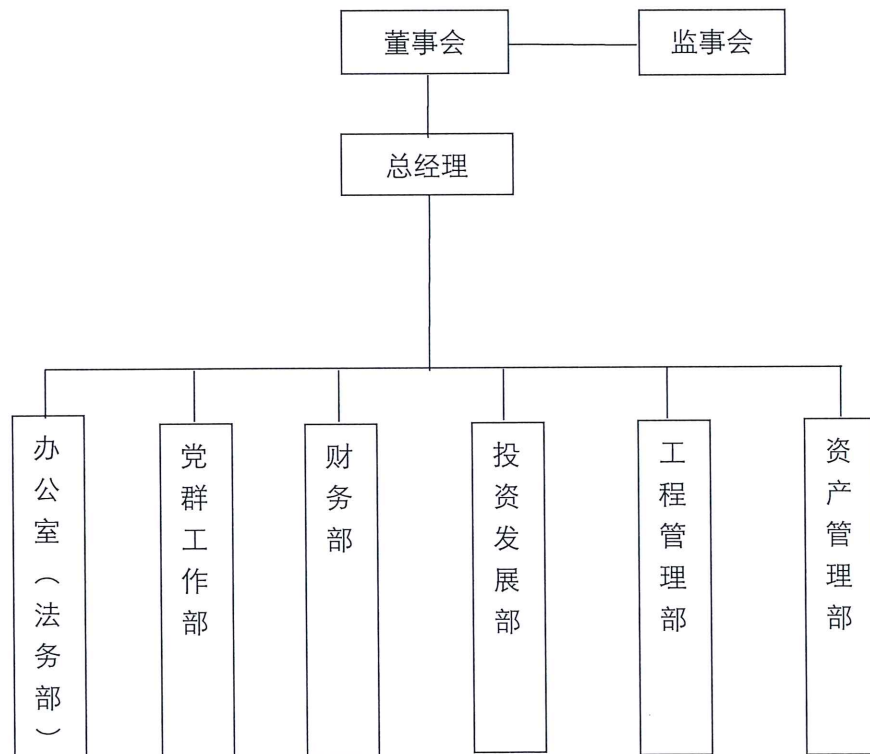 董事会
监事会
总经理
办公室（法务部）
党群工作部
财务部
投资发展部
工程管理部
资产管理部